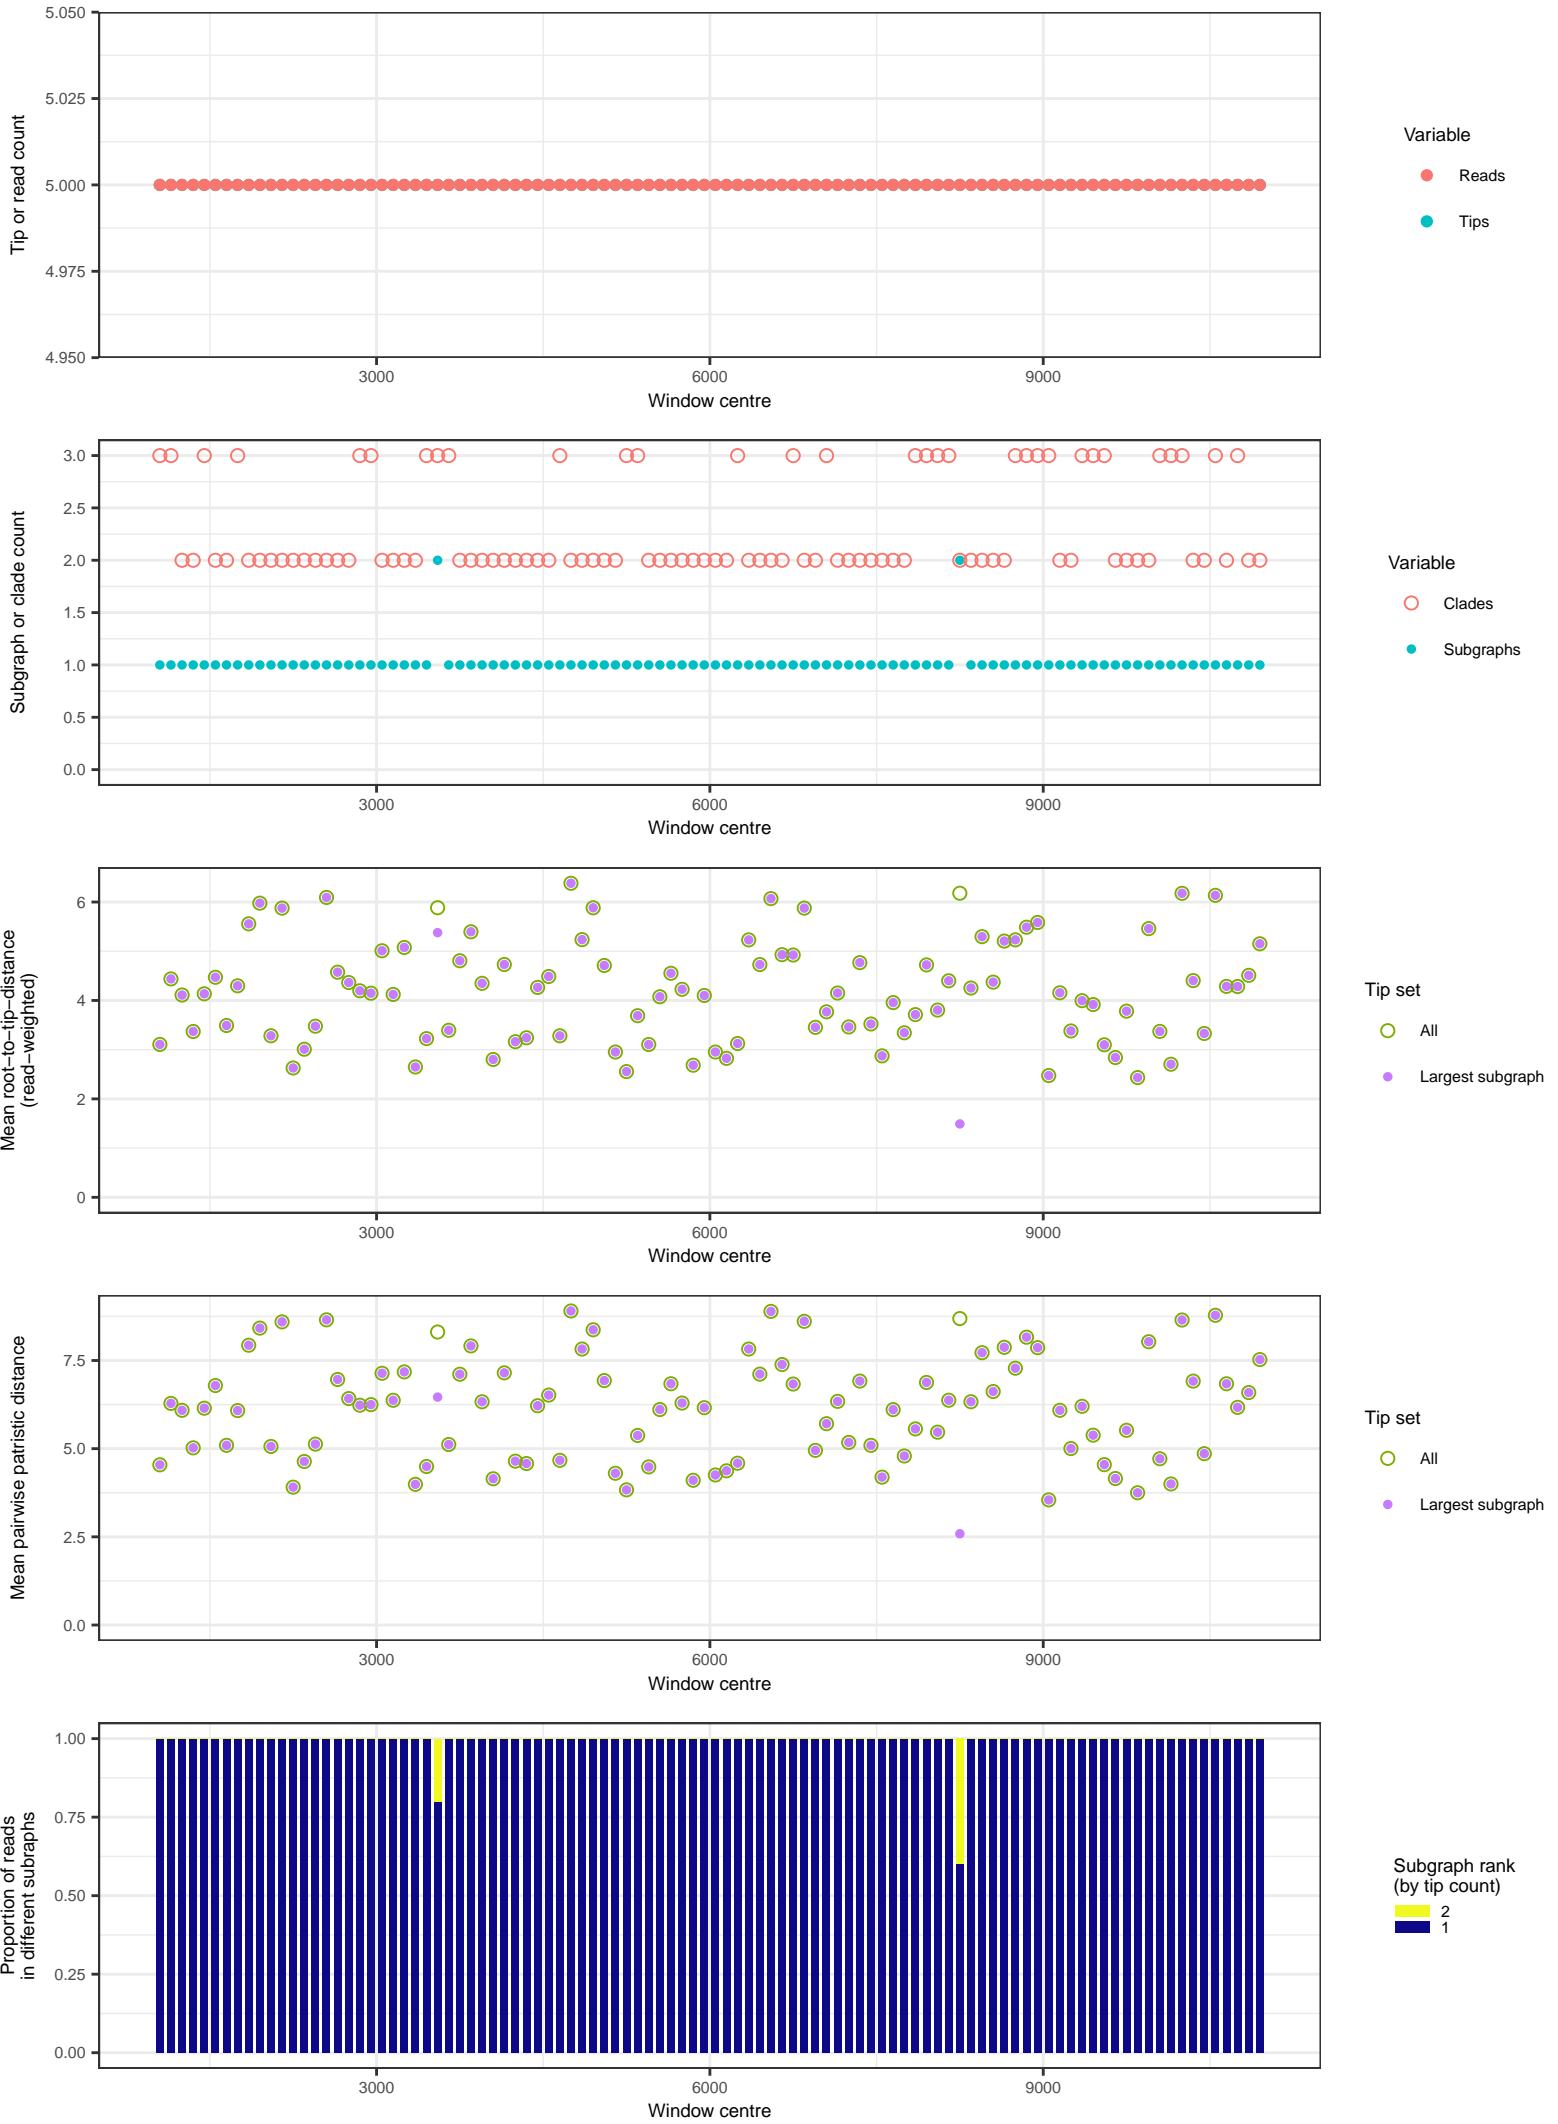 5.050
5.025
5.000
4.975
4.950
Tip or read count
3000 6000 9000
Window centre
Variable
Reads
Tips
3.0
2.5
2.0
1.5
1.0
0.5
0.0
Subgraph or clade count
3000 6000 9000
Window centre
Variable
Clades
Subgraphs
6
4
2
0
Mean root−to−tip−distance
(read−weighted)
3000 6000 9000
Window centre
Tip set
All
Largest subgraph
7.5
5.0
2.5
0.0
Mean pairwise patristic distance
3000 6000 9000
Window centre
Tip set
All
Largest subgraph
1.00
0.75
0.50
0.25
0.00
Proportion of reads
in different subraphs
3000 6000 9000
Window centre
Subgraph rank
(by tip count)
2
1